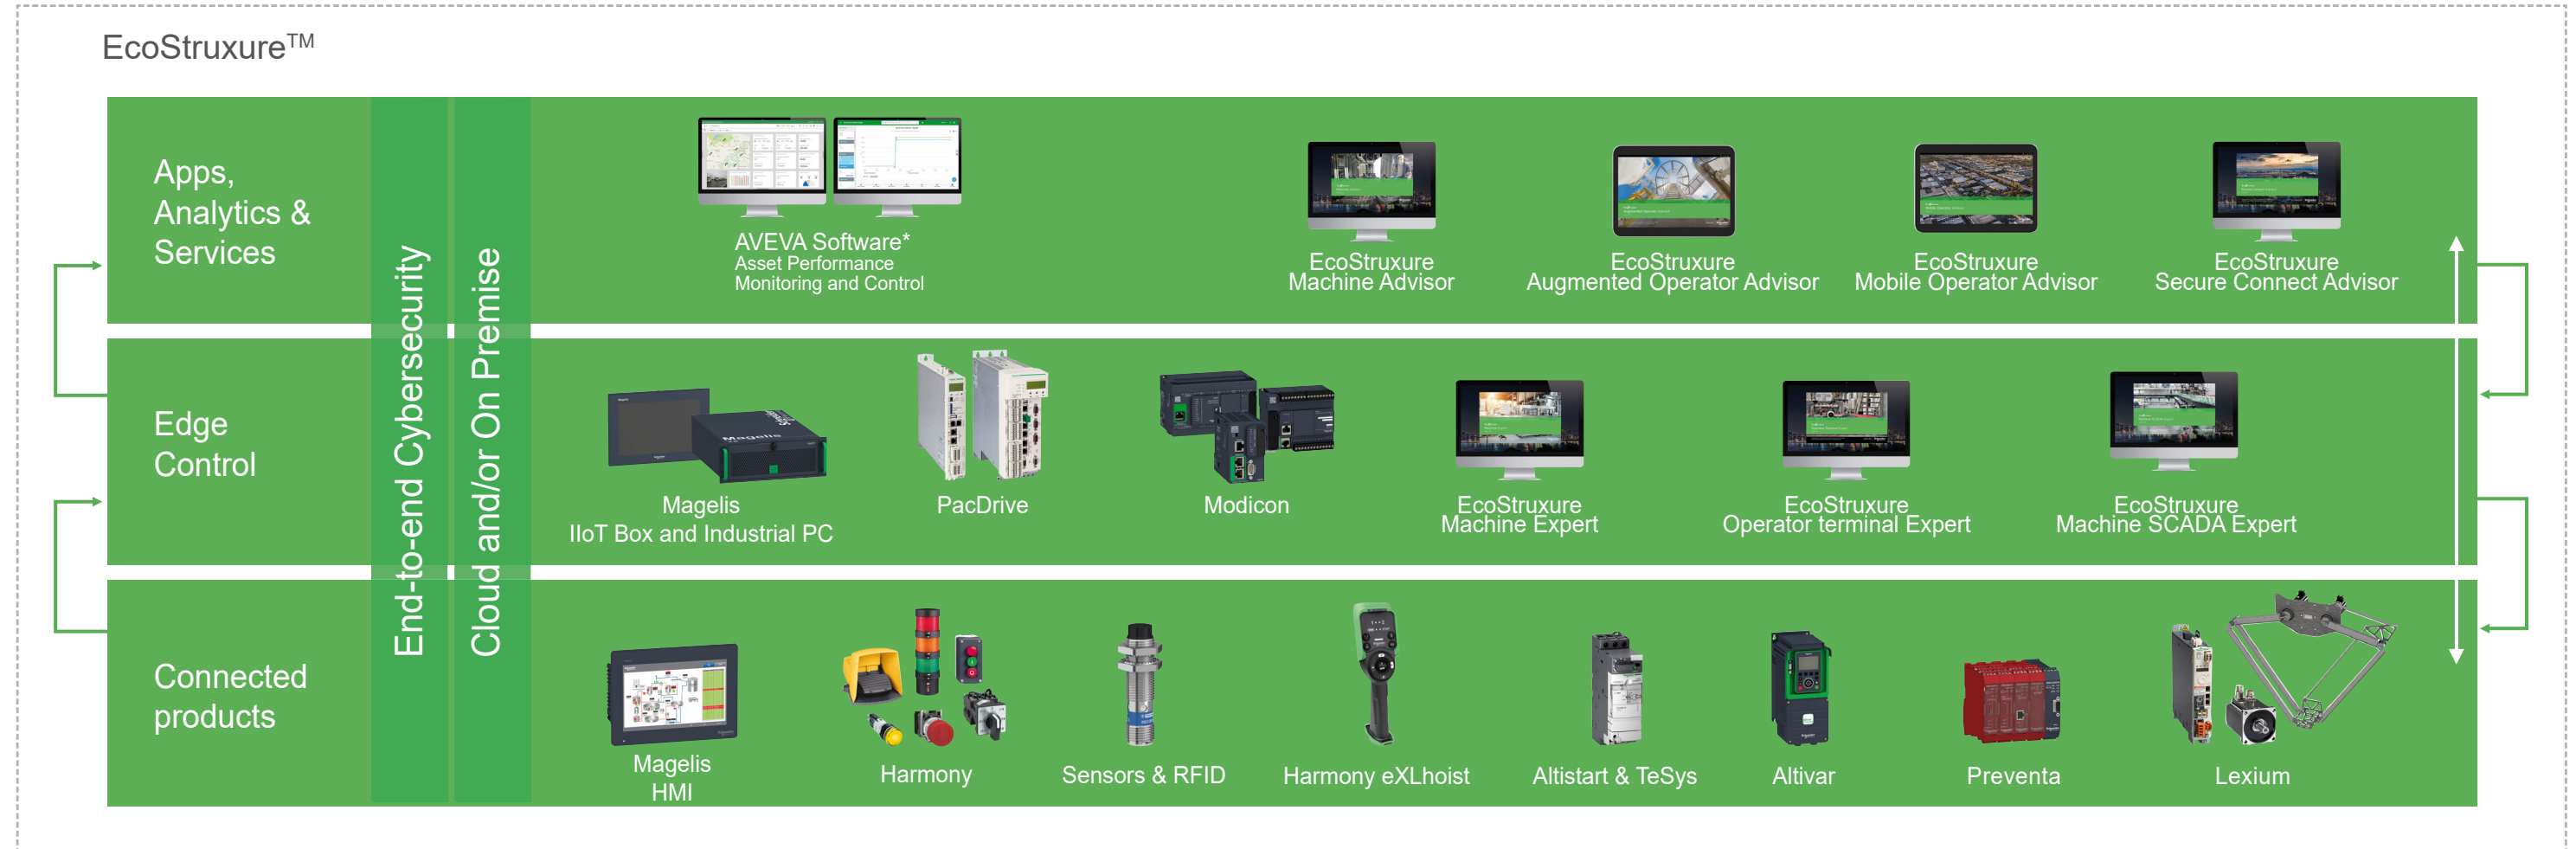 EcoStruxure™
Apps,
Analytics &
Services
End-to-end Cybersecurity
Cloud and/or On Premise
AVEVA Software*
Asset Performance
Monitoring and Control
EcoStruxure
Machine Advisor
EcoStruxure
Augmented Operator Advisor
EcoStruxure
Mobile Operator Advisor
EcoStruxure
Secure Connect Advisor
Edge
Control
Magelis
Magelis
IIoT Box and Industrial PC
PacDrive
Modicon
EcoStruxure
Machine Expert
EcoStruxure
Operator terminal Expert
EcoStruxure
Machine SCADA Expert
Connected
products
Magelis
HMI
Harmony
Sensors & RFID
Harmony eXLhoist
Altistart & TeSys
Altivar
Preventa
Lexium